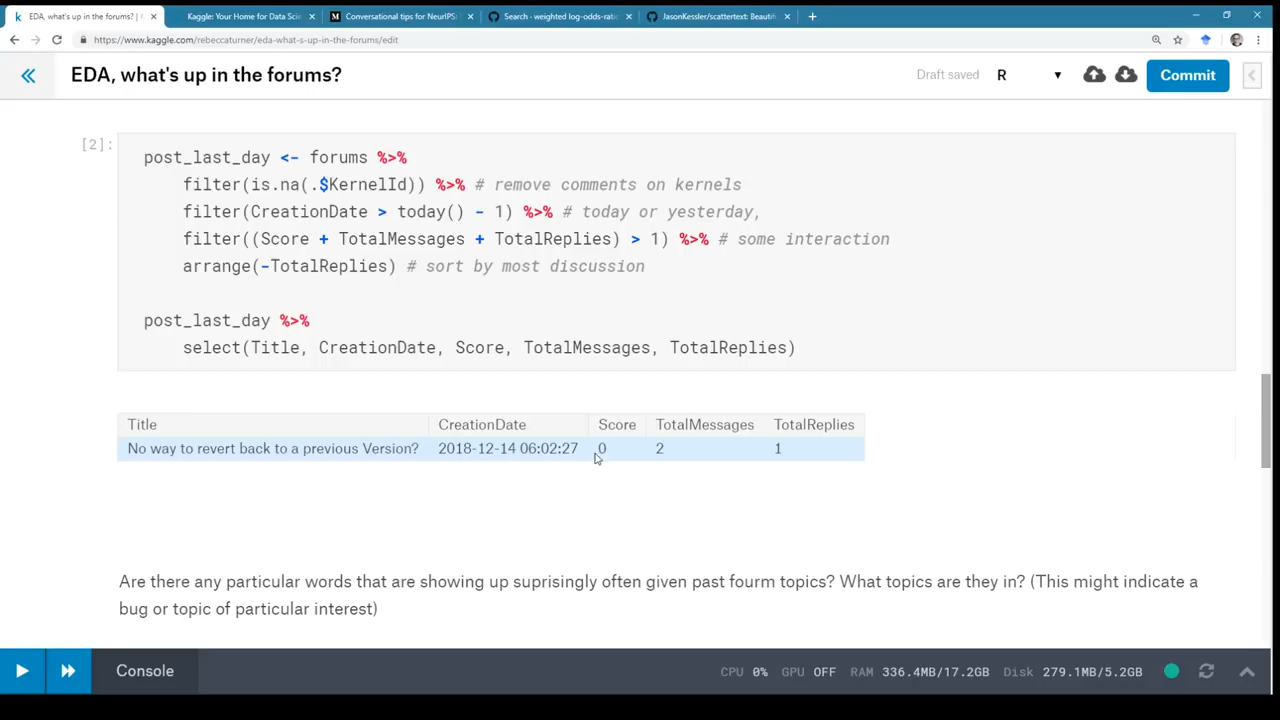 EDA, what's up in the forums? |
Kaggle: Your Home for Data Scie
Conversational tips for NeurIPS
Search · weighted log-odds-ratio
JasonKessler/scattertext: Beautif
https://www.kaggle.com/rebeccaturner/eda-what-s-up-in-the-forums/edit
EDA, what's up in the forums?
Draft saved
R
Commit
[2]:
post_last_day <- forums %>%
filter(is.na(.$KernelId)) %>% # remove comments on kernels
filter(CreationDate > today() - 1) %>% # today or yesterday,
filter((Score + TotalMessages + TotalReplies) > 1) %>% # some interaction
arrange(-TotalReplies) # sort by most discussion
post_last_day %>%
select(Title, CreationDate, Score, TotalMessages, TotalReplies)
Title CreationDate Score TotalMessages TotalReplies
No way to revert back to a previous Version? 2018-12-14 06:02:27 0 2 1
Are there any particular words that are showing up suprisingly often given past fourm topics? What topics are they in? (This might indicate a
bug or topic of particular interest)
Console
CPU 0% GPU OFF RAM 336.4MB/17.2GB Disk 279.1MB/5.2GB